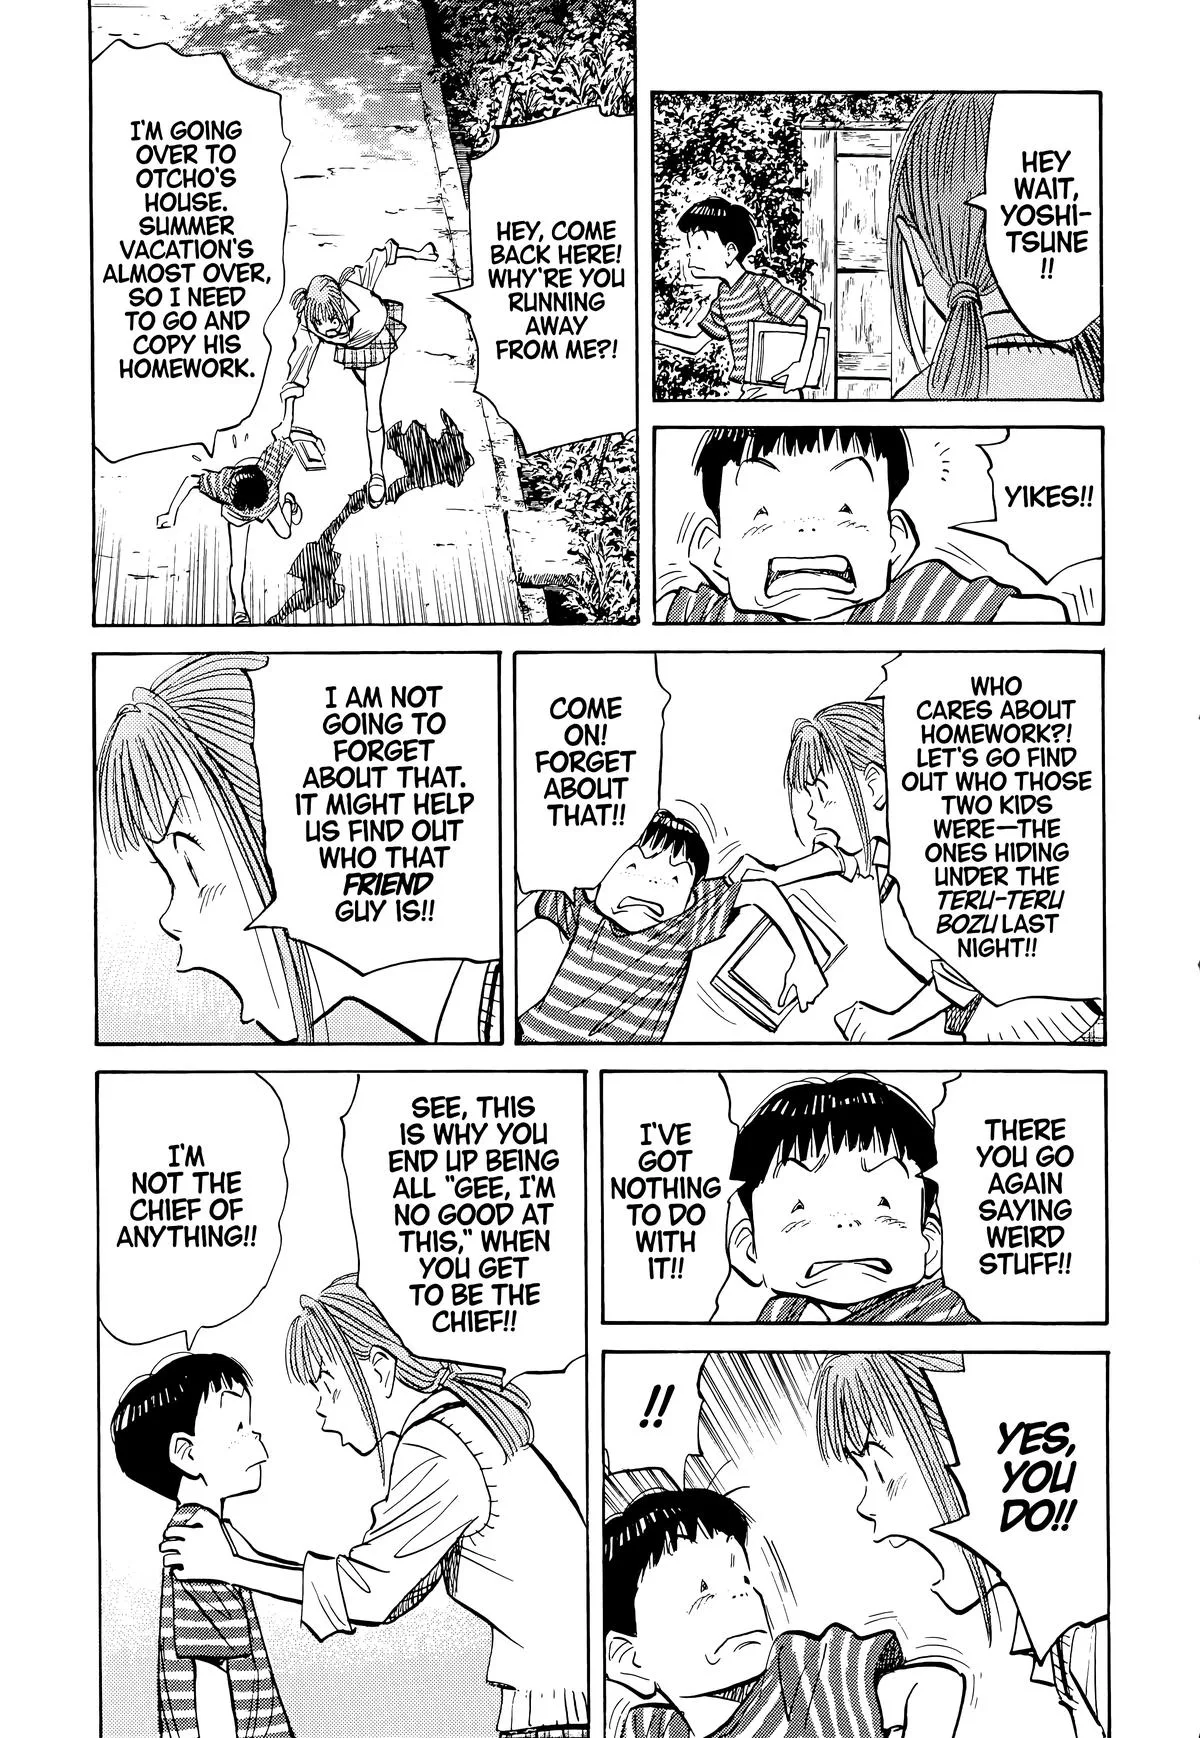 HEY
WAIT,
YOSHI-
TSUNE
!!
YIKES!!
HEY, COME
BACK HERE!
WHY'RE YOU
RUNNING
AWAY
FROM ME?!
I'M GOING
OVER TO
OTCHO'S
HOUSE.
SUMMER
VACATION'S
ALMOST OVER,
SO I NEED
TO GO AND
COPY HIS
HOMEWORK.
WHO
CARES ABOUT
HOMEWORK?!
LET'S GO FIND
OUT WHO THOSE
TWO KIDS
WERE—THE
ONES HIDING
UNDER THE
TERU-TERU
BOZU LAST
NIGHT!!
COME
ON!
FORGET
ABOUT
THAT!!
I AM NOT
GOING TO
FORGET
ABOUT THAT.
IT MIGHT HELP
US FIND OUT
WHO THAT
FRIEND
GUY IS!!
THERE
YOU GO
AGAIN
SAYING
WEIRD
STUFF!!
I'VE
GOT
NOTHING
TO DO
WITH
IT!!
YES,
YOU
DO!!
!!
SEE, THIS
IS WHY YOU
END UP BEING
ALL "GEE, I'M
NO GOOD AT
THIS," WHEN
YOU GET
TO BE THE
CHIEF!!
I'M
NOT THE
CHIEF OF
ANYTHING!!